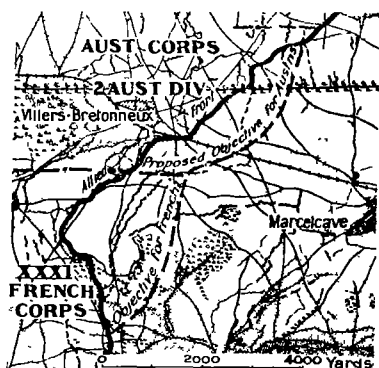 AUST CORPS
2 AUST DIV
Villers-Bretonneux
Allied Front
Proposed Objective for Austns
Objective for French
Marcelcave
XXXI
FRENCH
CORPS
0 2000 4000 Yards